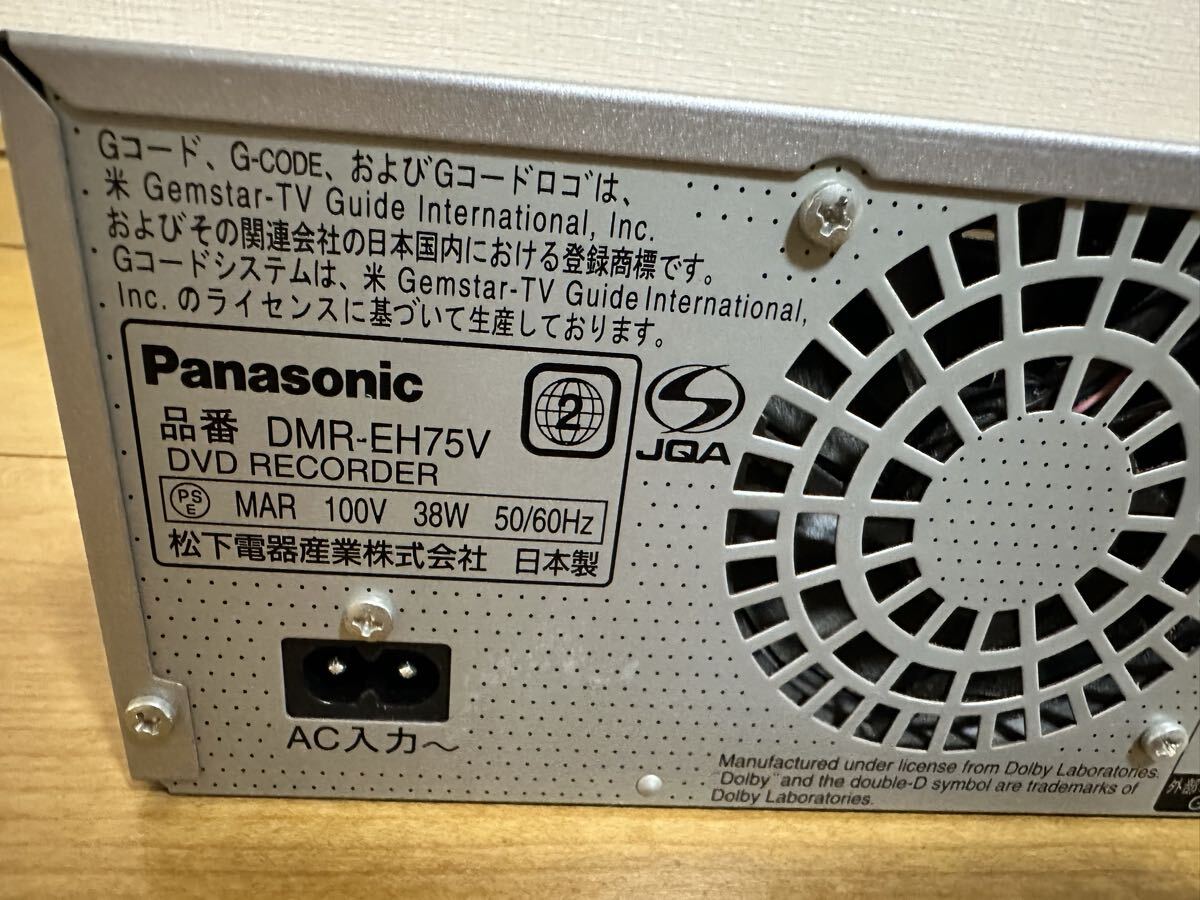 Gコード、G-CODE、およびGコードロゴは、
米 Gemstar-TV Guide International, Inc.
およびその関連会社の日本国内における登録商標です。
Gコードシステムは、米 Gemstar-TV Guide International,
Inc. のライセンスに基づいて生産しております。
Panasonic
2
JQA
品番 DMR-EH75V
DVD RECORDER
PSE MAR 100V 38W 50/60Hz
松下電器産業株式会社 日本製
AC入力～
Manufactured under license from Dolby Laboratories.
"Dolby" and the double-D symbol are trademarks of
Dolby Laboratories.
外部